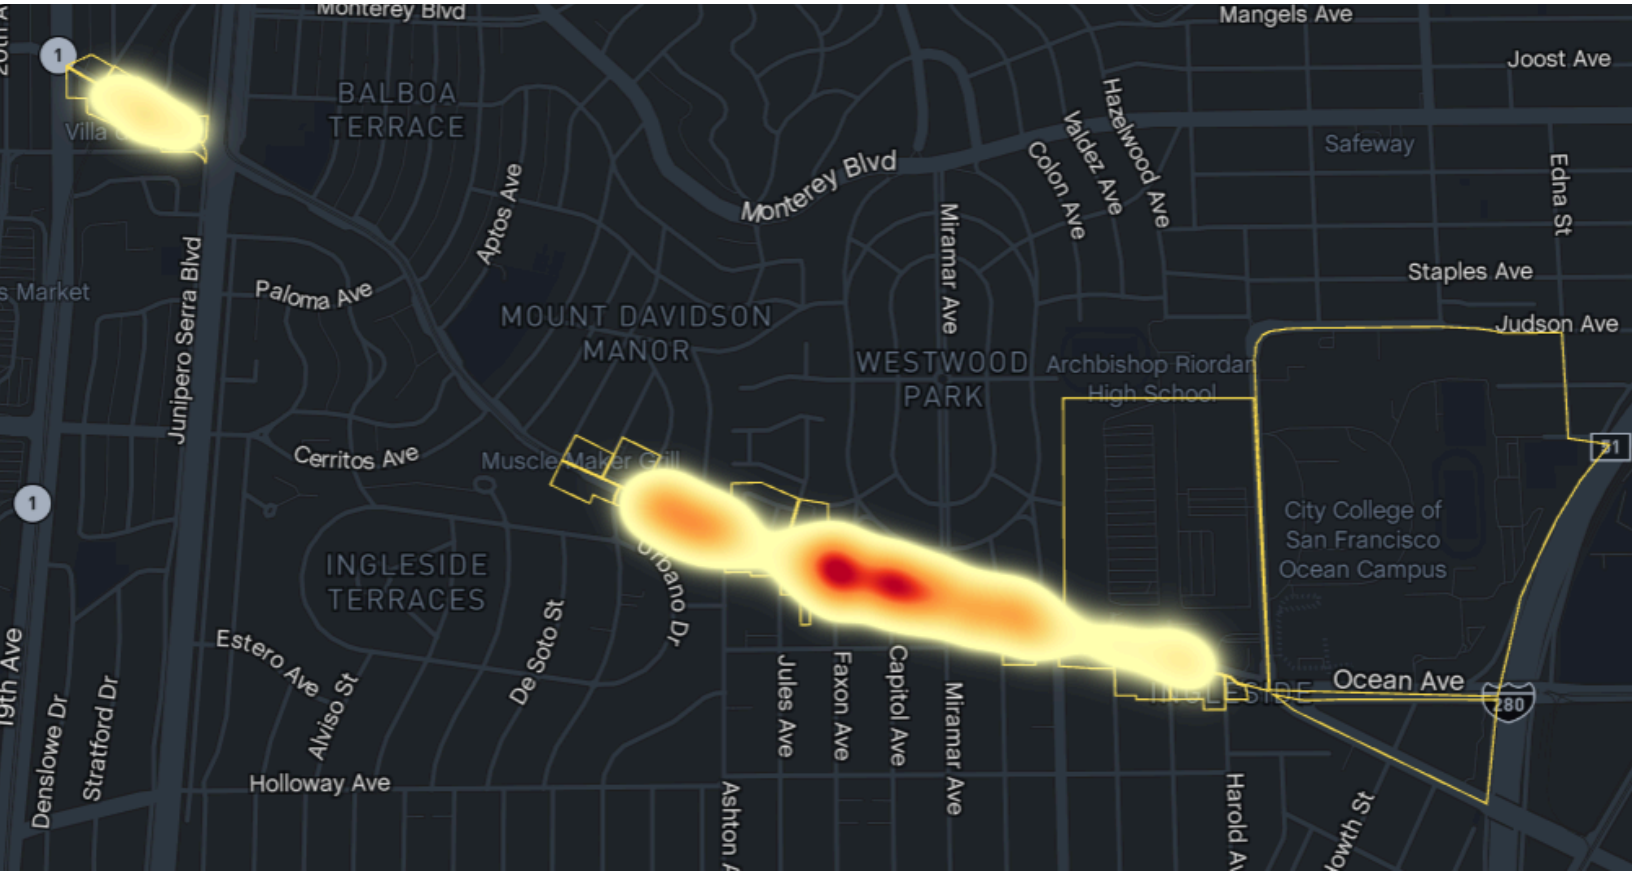 Monterey Blvd
Mangels Ave
1
Joost Ave
BALBOA
TERRACE
Villa
Hazelwood Ave
Valdez Ave
Colon Ave
Safeway
Edna St
Monterey Blvd
Aptos Ave
Miramar Ave
Junipero Serra Blvd
Paloma Ave
s Market
Staples Ave
MOUNT DAVIDSON
MANOR
Judson Ave
WESTWOOD
PARK
Archbishop Riordan
High School
Cerritos Ave
Muscle Maker Grill
1
City College of
San Francisco
Ocean Campus
INGLESIDE
TERRACES
Urbano Dr
De Soto St
Estero Ave
Alviso St
19th Ave
Denslowe Dr
Stratford Dr
Jules Ave
Faxon Ave
Capitol Ave
Miramar Ave
INGLESIDE
Ocean Ave
280
Holloway Ave
Ashton A
Harold Av
Howth St